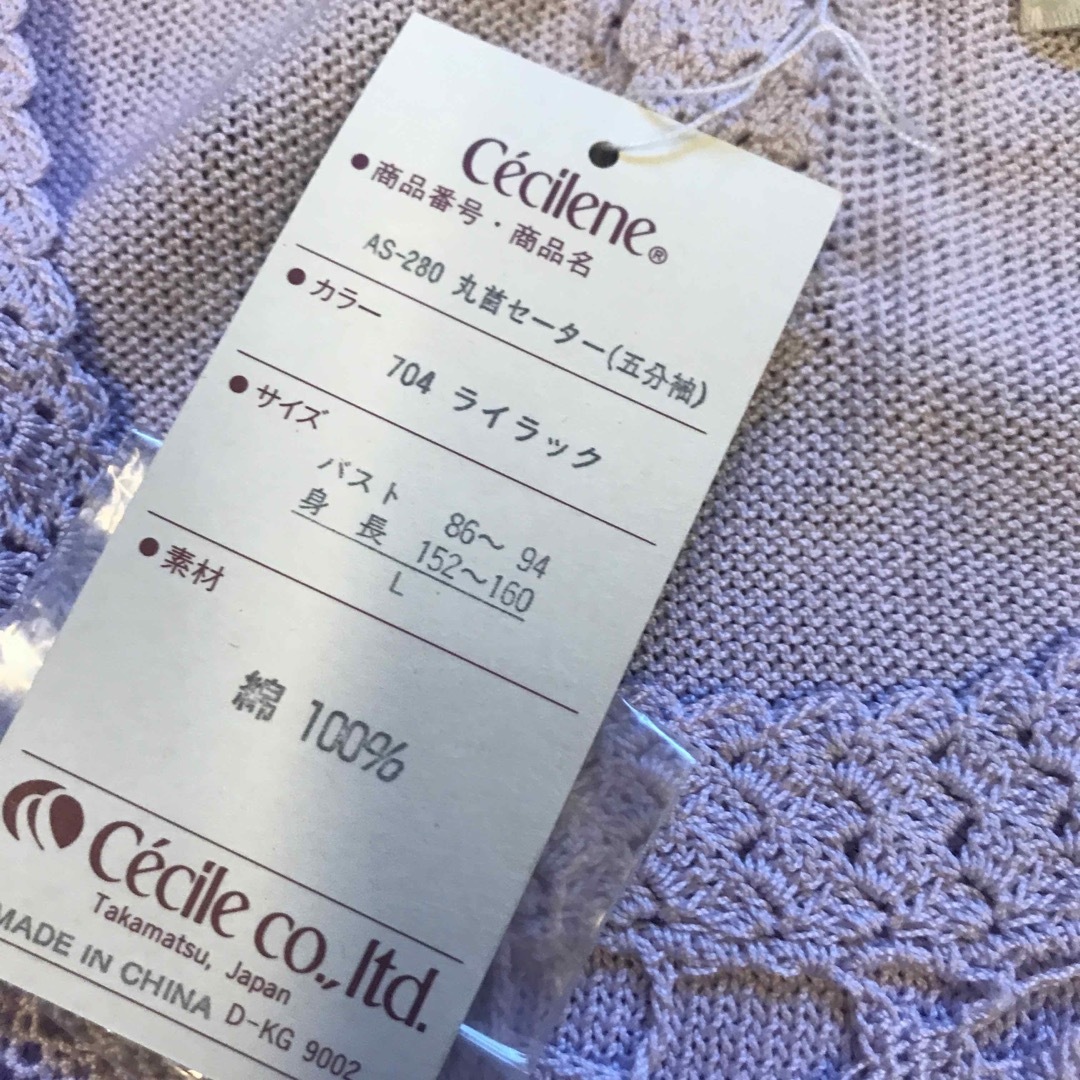 Cécilene®
●商品番号・商品名
AS-280 丸首セーター(五分袖)
●カラー
704 ライラック
●サイズ
バスト 86～ 94
身 長 152～160
L
●素材
綿 100%
Cécile co.,ltd.
Takamatsu, Japan
MADE IN CHINA D-KG 9002